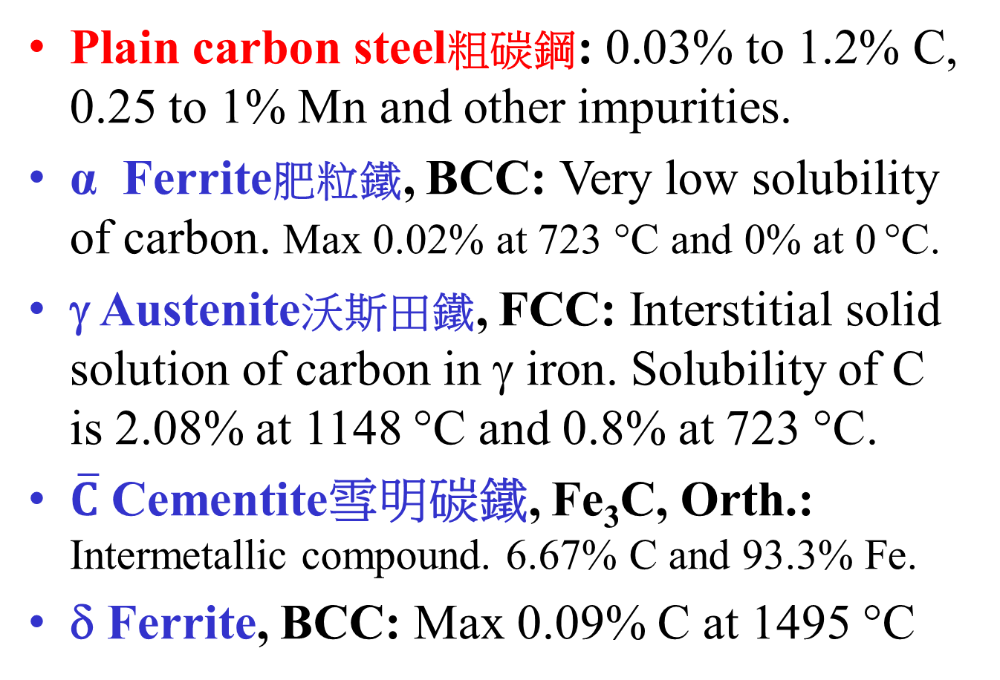 • Plain carbon steel粗碳鋼: 0.03% to 1.2% C,
0.25 to 1% Mn and other impurities.
• α Ferrite肥粒鐵, BCC: Very low solubility
of carbon. Max 0.02% at 723 °C and 0% at 0 °C.
• γ Austenite沃斯田鐵, FCC: Interstitial solid
solution of carbon in γ iron. Solubility of C
is 2.08% at 1148 °C and 0.8% at 723 °C.
• C̅ Cementite雪明碳鐵, Fe₃C, Orth.:
Intermetallic compound. 6.67% C and 93.3% Fe.
• δ Ferrite, BCC: Max 0.09% C at 1495 °C